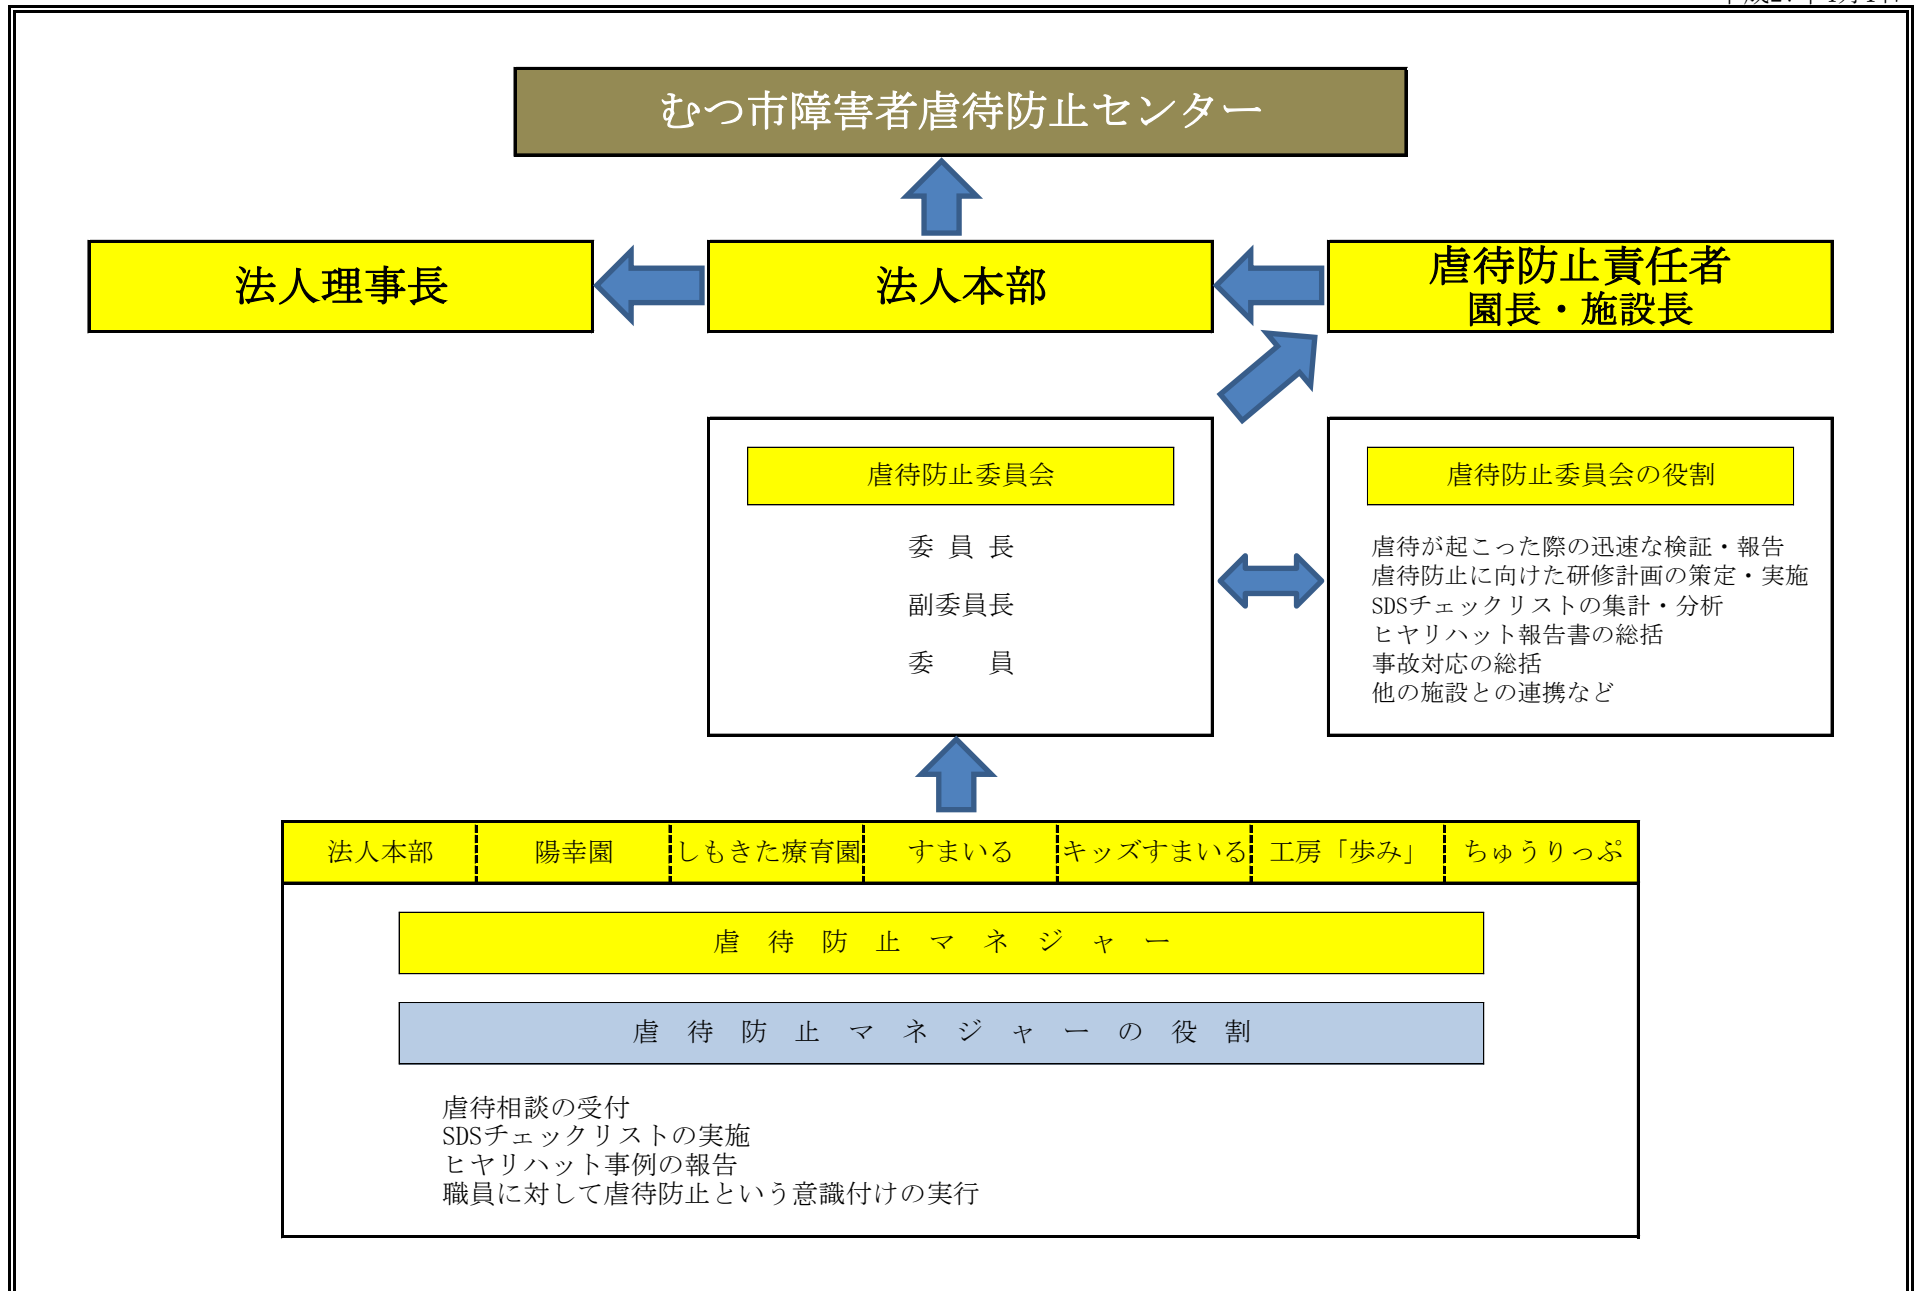 むつ市障害者虐待防止センター
法人理事長
法人本部
虐待防止責任者
園長・施設長
虐待防止委員会
委員長
副委員長
委　員
虐待防止委員会の役割
虐待が起こった際の迅速な検証・報告
虐待防止に向けた研修計画の策定・実施
SDSチェックリストの集計・分析
ヒヤリハット報告書の総括
事故対応の総括
他の施設との連携など
法人本部
陽幸園
しもきた療育園
すまいる
キッズすまいる
工房「歩み」
ちゅうりっぷ
虐待防止マネジャー
虐待防止マネジャーの役割
虐待相談の受付
SDSチェックリストの実施
ヒヤリハット事例の報告
職員に対して虐待防止という意識付けの実行